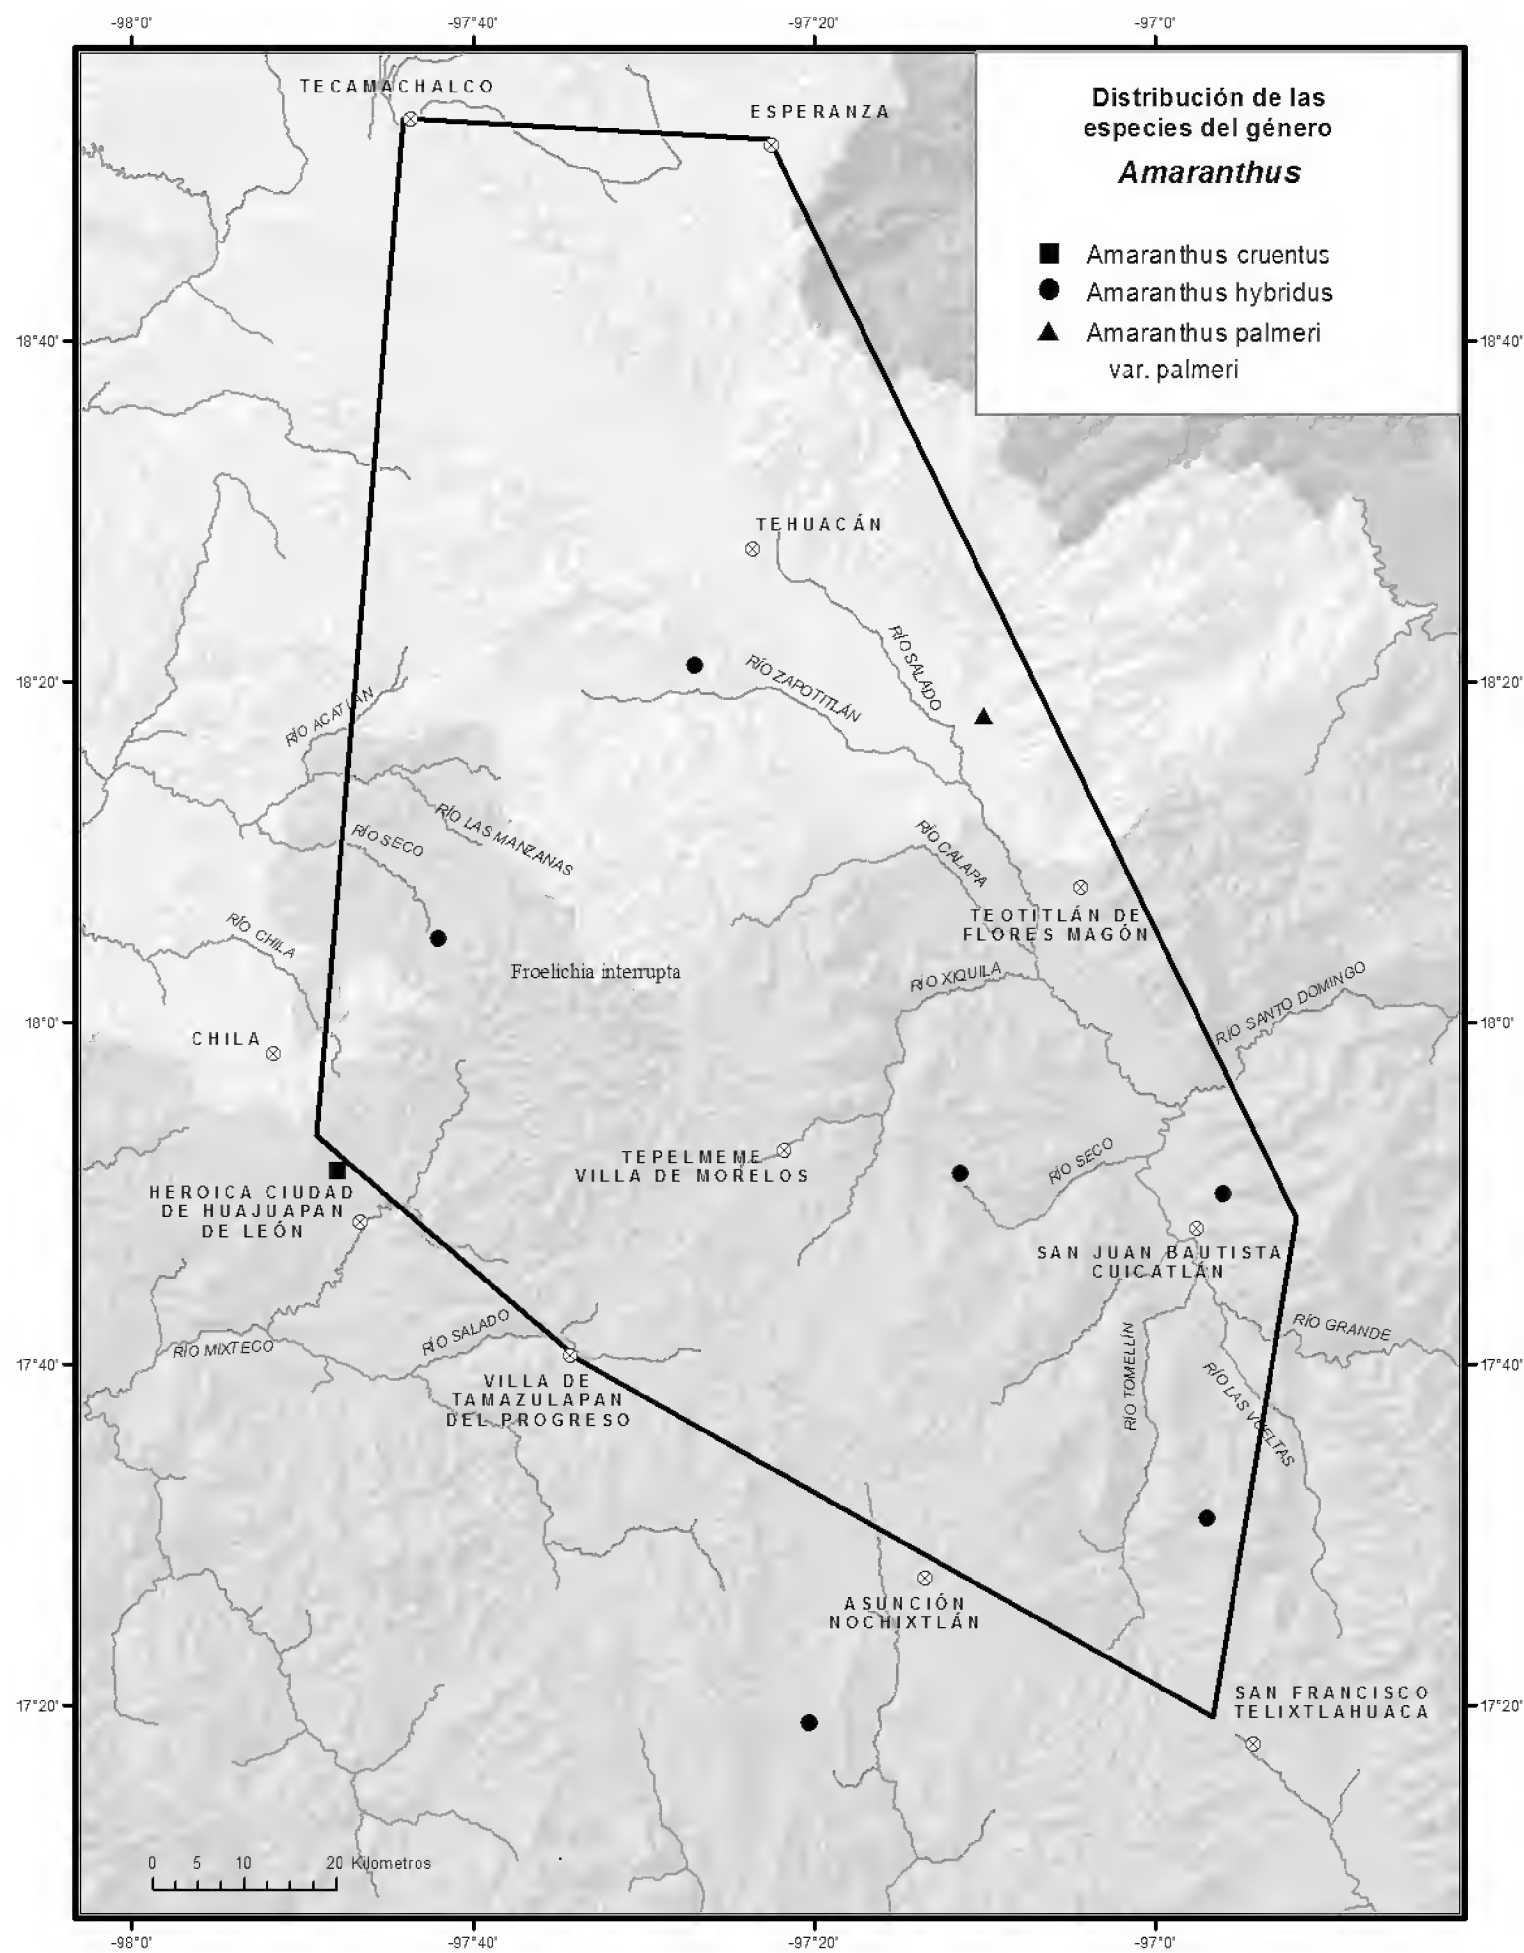 -98°0'
-97°40'
-97°20'
-97°0'
TECAMACHALCO
ESPERANZA
Distribución de las
especies del género
Amaranthus
Amaranthus cruentus
Amaranthus hybridus
Amaranthus palmeri
var. palmeri
18°40'
18°40'
TEHUACÁN
RÍO SALADO
RÍO ZAPOTITLÁN
18°20'
18°20'
RÍO ACATLÁN
RÍO LAS MANZANAS
RÍO SECO
RÍO CALAPA
TEOTITLÁN DE
FLORES MAGÓN
RÍO CHILA
Froelichia interrupta
RÍO XIQUILA
RÍO SANTO DOMINGO
18°0'
18°0'
CHILA
TEPELMEME
VILLA DE MORELOS
RÍO SECO
HEROICA CIUDAD
DE HUAJUAPAN
DE LEÓN
SAN JUAN BAUTISTA
CUICATLÁN
RÍO MIXTECO
RÍO SALADO
RÍO GRANDE
RÍO TOMELLÍN
RÍO LAS VUELTAS
17°40'
17°40'
VILLA DE
TAMAZULAPAN
DEL PROGRESO
ASUNCIÓN
NOCHIXTLÁN
SAN FRANCISCO
TELIXTLAHUACA
17°20'
17°20'
0 5 10 20 Kilometros
-98°0'
-97°40'
-97°20'
-97°0'